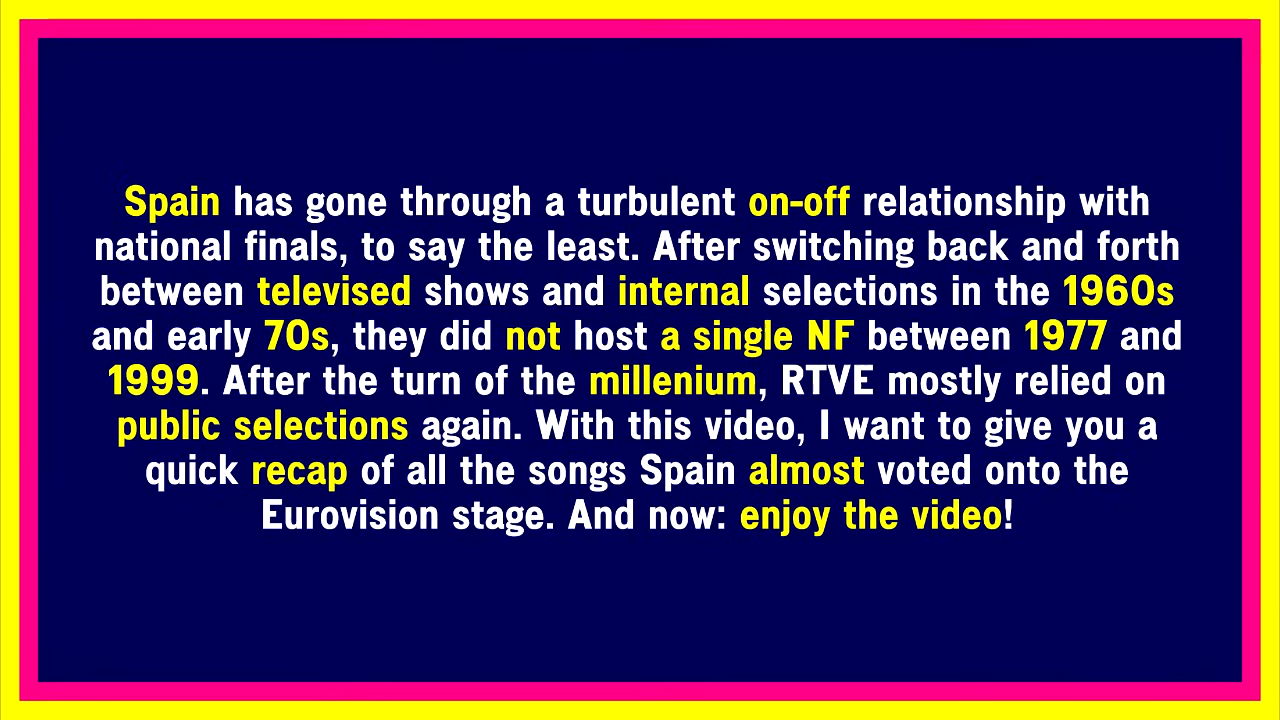 Spain has gone through a turbulent on-off relationship with
national finals, to say the least. After switching back and forth
between televised shows and internal selections in the 1960s
and early 70s, they did not host a single NF between 1977 and
1999. After the turn of the millenium, RTVE mostly relied on
public selections again. With this video, I want to give you a
quick recap of all the songs Spain almost voted onto the
Eurovision stage. And now: enjoy the video!